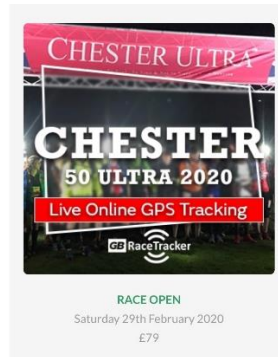 CHESTER ULTRA
CHESTER
50 ULTRA 2020
Live Online GPS Tracking
GB RaceTracker
RACE OPEN
Saturday 29th February 2020
£79